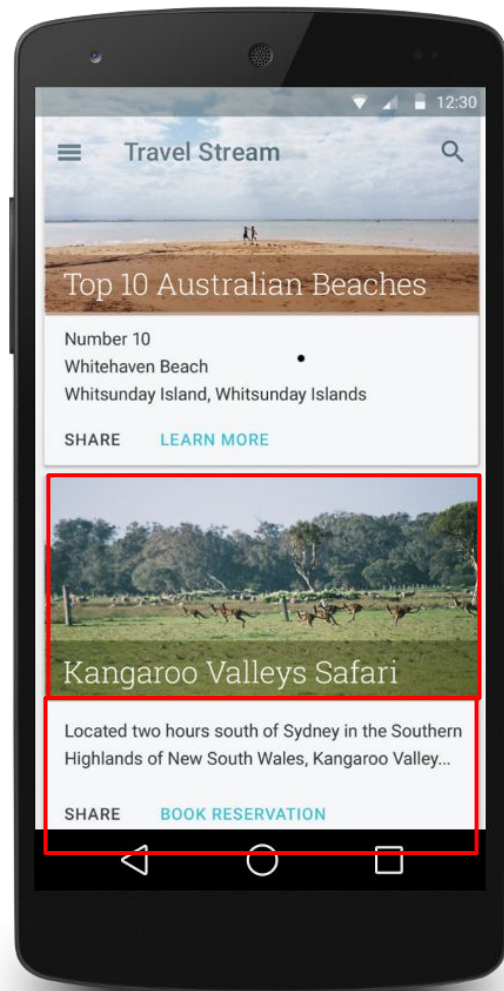 12:30
Travel Stream
Top 10 Australian Beaches
Number 10
Whitehaven Beach
Whitsunday Island, Whitsunday Islands
SHARE LEARN MORE
Kangaroo Valleys Safari
Located two hours south of Sydney in the Southern
Highlands of New South Wales, Kangaroo Valley...
SHARE BOOK RESERVATION